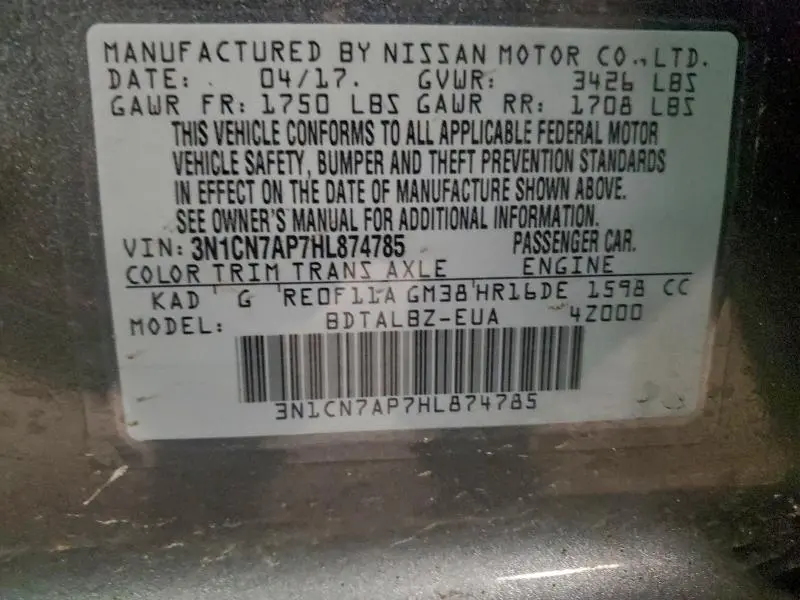 MANUFACTURED BY NISSAN MOTOR CO., LTD.
DATE: 04/17. GVWR: 3426 LBS
GAWR FR: 1750 LBS GAWR RR: 1708 LBS
THIS VEHICLE CONFORMS TO ALL APPLICABLE FEDERAL MOTOR
VEHICLE SAFETY, BUMPER AND THEFT PREVENTION STANDARDS
IN EFFECT ON THE DATE OF MANUFACTURE SHOWN ABOVE.
SEE OWNER'S MANUAL FOR ADDITIONAL INFORMATION.
VIN: 3N1CN7AP7HL874785 PASSENGER CAR.
COLOR TRIM TRANS AXLE ENGINE
KAD G RE0F11A GM38 HR16DE 1598 CC
MODEL: BDTALBZ-EUA 4Z000
3N1CN7AP7HL874785